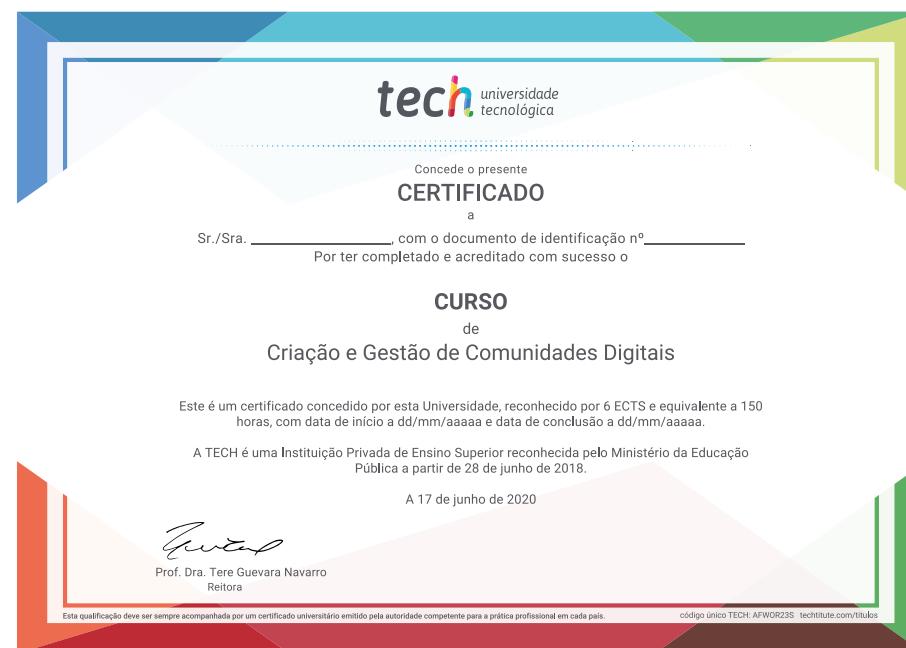 tech universidade
tecnológica
Concede o presente
CERTIFICADO
a
Sr./Sra. ____________________, com o documento de identificação nº______________
Por ter completado e acreditado com sucesso o
CURSO
de
Criação e Gestão de Comunidades Digitais
Este é um certificado concedido por esta Universidade, reconhecido por 6 ECTS e equivalente a 150
horas, com data de início a dd/mm/aaaaa e data de conclusão a dd/mm/aaaaa.
A TECH é uma Instituição Privada de Ensino Superior reconhecida pelo Ministério da Educação
Pública a partir de 28 de junho de 2018.
A 17 de junho de 2020
Prof. Dra. Tere Guevara Navarro
Reitora
Esta qualificação deve ser sempre acompanhada por um certificado universitário emitido pela autoridade competente para a prática profissional em cada país.
código único TECH: AFWOR23S techtitute.com/titulos